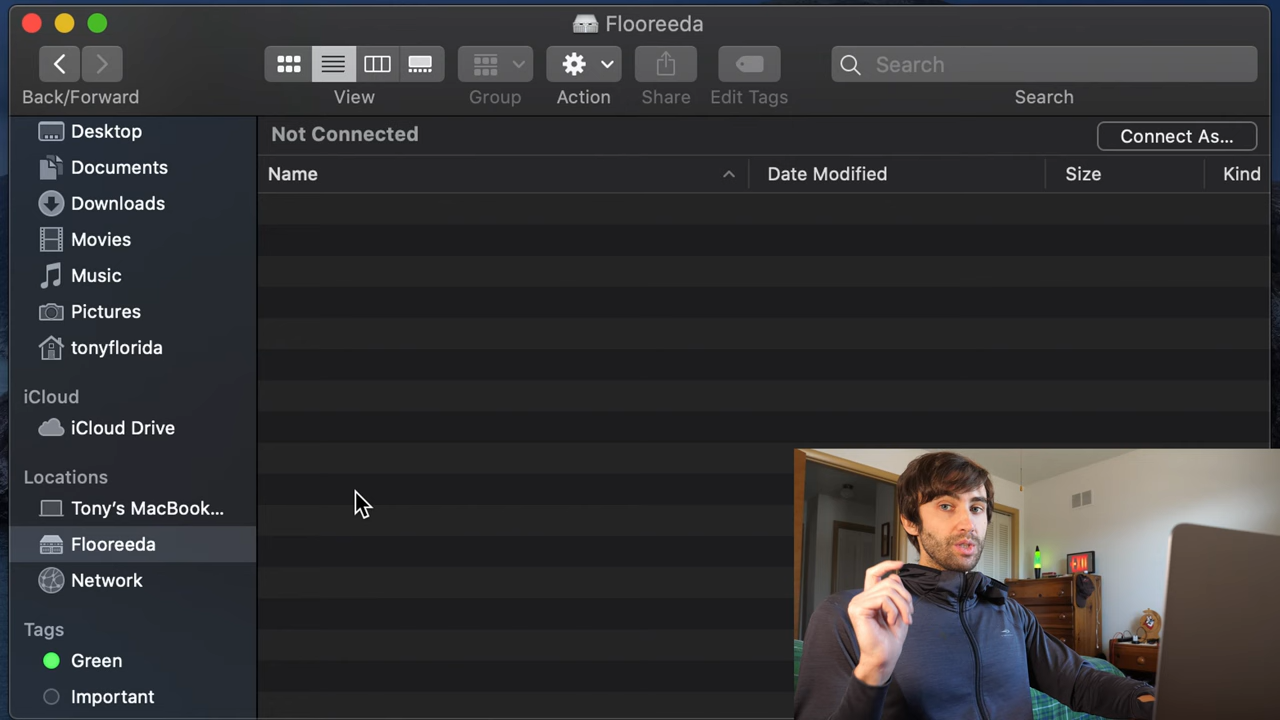 Flooreeda
Back/Forward
View
Group
Action
Share
Edit Tags
Search
Search
Desktop
Documents
Downloads
Movies
Music
Pictures
tonyflorida
iCloud
iCloud Drive
Locations
Tony’s MacBook...
Flooreeda
Network
Tags
Green
Important
Not Connected
Connect As...
Name
Date Modified
Size
Kind